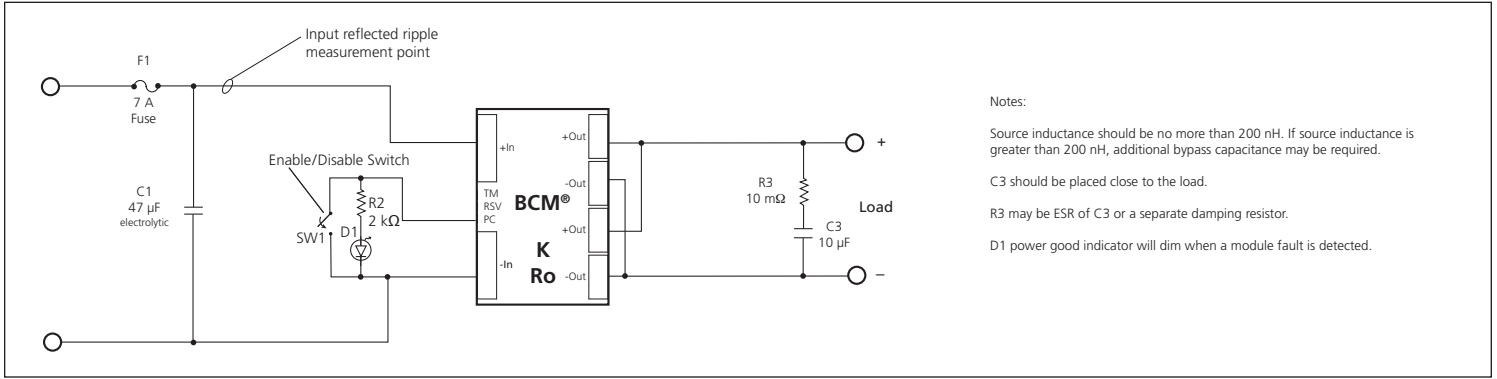 Input reflected ripple
measurement point
F1
7 A
Fuse
C1
47 µF
electrolytic
Enable/Disable Switch
SW1
R2
2 kΩ
D1
+In
TM
RSV
PC
-In
BCM®
K
Ro
+Out
-Out
+Out
-Out
R3
10 mΩ
C3
10 µF
+
Load
–
Notes:
Source inductance should be no more than 200 nH. If source inductance is
greater than 200 nH, additional bypass capacitance may be required.
C3 should be placed close to the load.
R3 may be ESR of C3 or a separate damping resistor.
D1 power good indicator will dim when a module fault is detected.